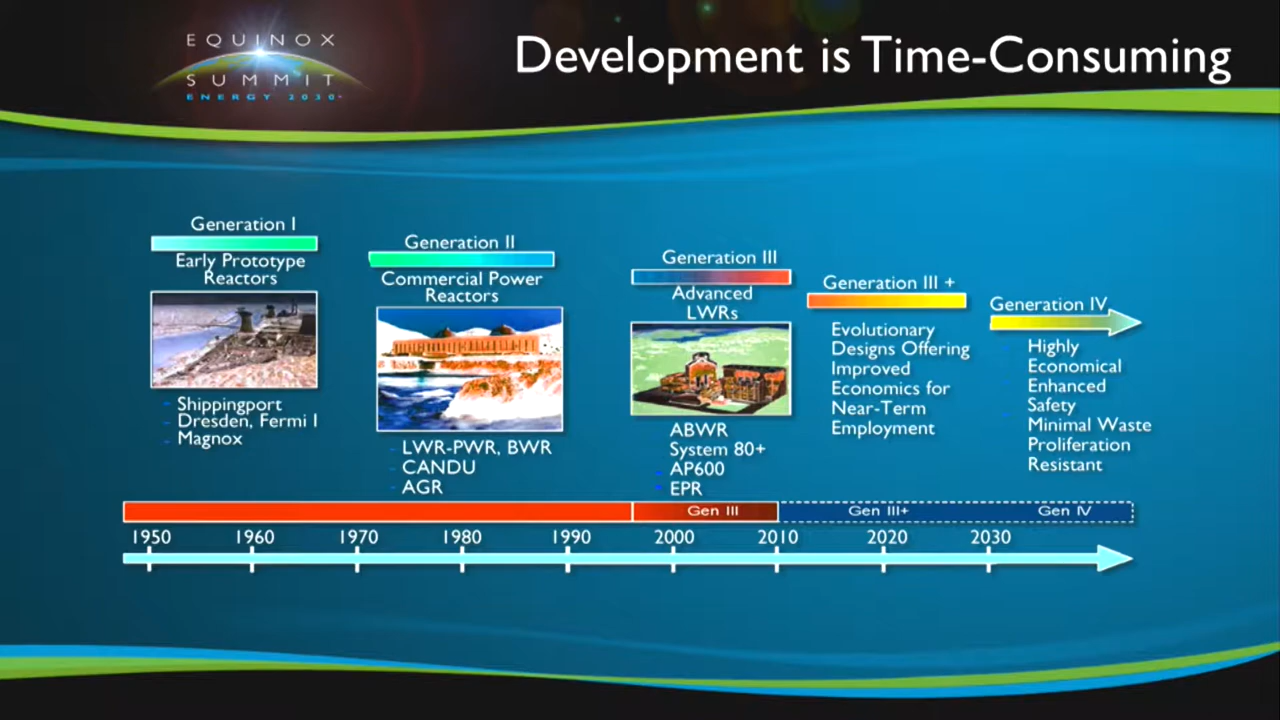 EQUINOX
SUMMIT
ENERGY 2030
Development is Time-Consuming
Generation I
Early Prototype
Reactors
- Shippingport
- Dresden, Fermi I
- Magnox
Generation II
Commercial Power
Reactors
- LWR-PWR, BWR
- CANDU
- AGR
Generation III
Advanced
LWRs
ABWR
System 80+
- AP600
- EPR
Generation III +
Evolutionary
Designs Offering
Improved
Economics for
Near-Term
Employment
Generation IV
Highly
Economical
Enhanced
Safety
Minimal Waste
Proliferation
Resistant
Gen III
Gen III+
Gen IV
1950
1960
1970
1980
1990
2000
2010
2020
2030